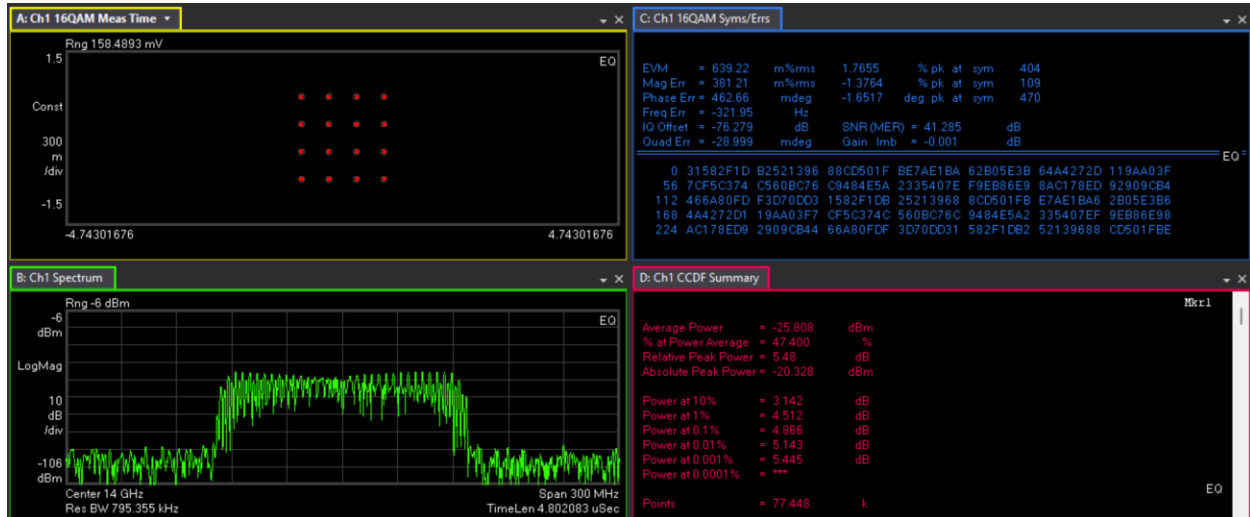 A: Ch1 16QAM Meas Time
Rng 158.4893 mV
1.5
EQ
Const
300
m
/div
-1.5
-4.74301676 4.74301676
C: Ch1 16QAM Syms/Errs
EVM = 639.22 m%rms 1.7655 % pk at sym 404
Mag Err = 381.21 m%rms -1.3764 % pk at sym 109
Phase Err = 462.66 mdeg -1.6517 deg pk at sym 470
Freq Err = -321.95 Hz
IQ Offset = -76.279 dB SNR(MER) = 41.285 dB
Quad Err = -28.999 mdeg Gain Imb = -0.001 dB
EQ
0 31582F1D B2521396 88CD501F BE7AE1BA 62B05E3B 64A4272D 119AA03F
56 7CF5C374 C560BC76 C9484E5A 2335407E F9EB86E9 8AC178ED 92909CB4
112 466A80FD F3D70DD3 1582F1DB 25213968 8CD501FB E7AE1BA6 2B05E3B6
168 4A4272D1 19AA03F7 CF5C374C 560BC76C 9484E5A2 335407EF 9EB86E98
224 AC178ED9 2909CB44 66A80FDF 3D70DD31 582F1DB2 52139688 CD501FBE
B: Ch1 Spectrum
Rng -6 dBm
-6
dBm
EQ
LogMag
10
dB
/div
-106
dBm
Center 14 GHz Span 300 MHz
Res BW 795.355 kHz TimeLen 4.802083 uSec
D: Ch1 CCDF Summary
Mkr1
Average Power = -25.808 dBm
% at Power Average = 47.400 %
Relative Peak Power = 5.48 dB
Absolute Peak Power = -20.328 dBm
Power at 10% = 3.142 dB
Power at 1% = 4.512 dB
Power at 0.1% = 4.866 dB
Power at 0.01% = 5.143 dB
Power at 0.001% = 5.445 dB
Power at 0.0001% = ***
EQ
Points = 77.448 k